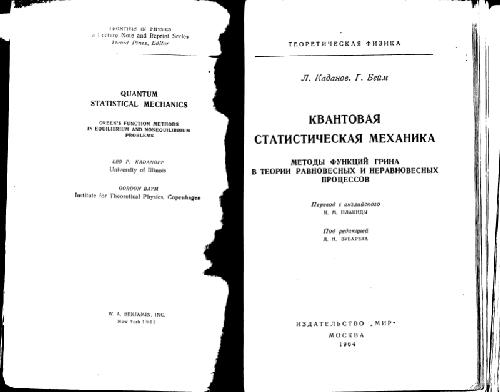 FRONTIERS IN PHYSICS
a Lecture Note and Reprint Series
David Pines, Editor
QUANTUM
STATISTICAL MECHANICS
GREEN'S FUNCTION METHODS
IN EQUILIBRIUM AND NONEQUILIBRIUM
PROBLEMS
LEO P. KADANOFF
University of Illinois
GORDON BAYM
Institute for Theoretical Physics, Copenhagen
W. A. BENJAMIN, INC.
New York
ТЕОРЕТИЧЕСКАЯ ФИЗИКА
Л. Каданов, Г. Бейм
КВАНТОВАЯ
СТАТИСТИЧЕСКАЯ МЕХАНИКА
МЕТОДЫ ФУНКЦИЙ ГРИНА
В ТЕОРИИ РАВНОВЕСНЫХ И НЕРАВНОВЕСНЫХ
ПРОЦЕССОВ
Перевод с английского
Под редакцией
Д. Н. ЗУБАРЕВА
ИЗДАТЕЛЬСТВО „МИР"
МОСКВА
1964